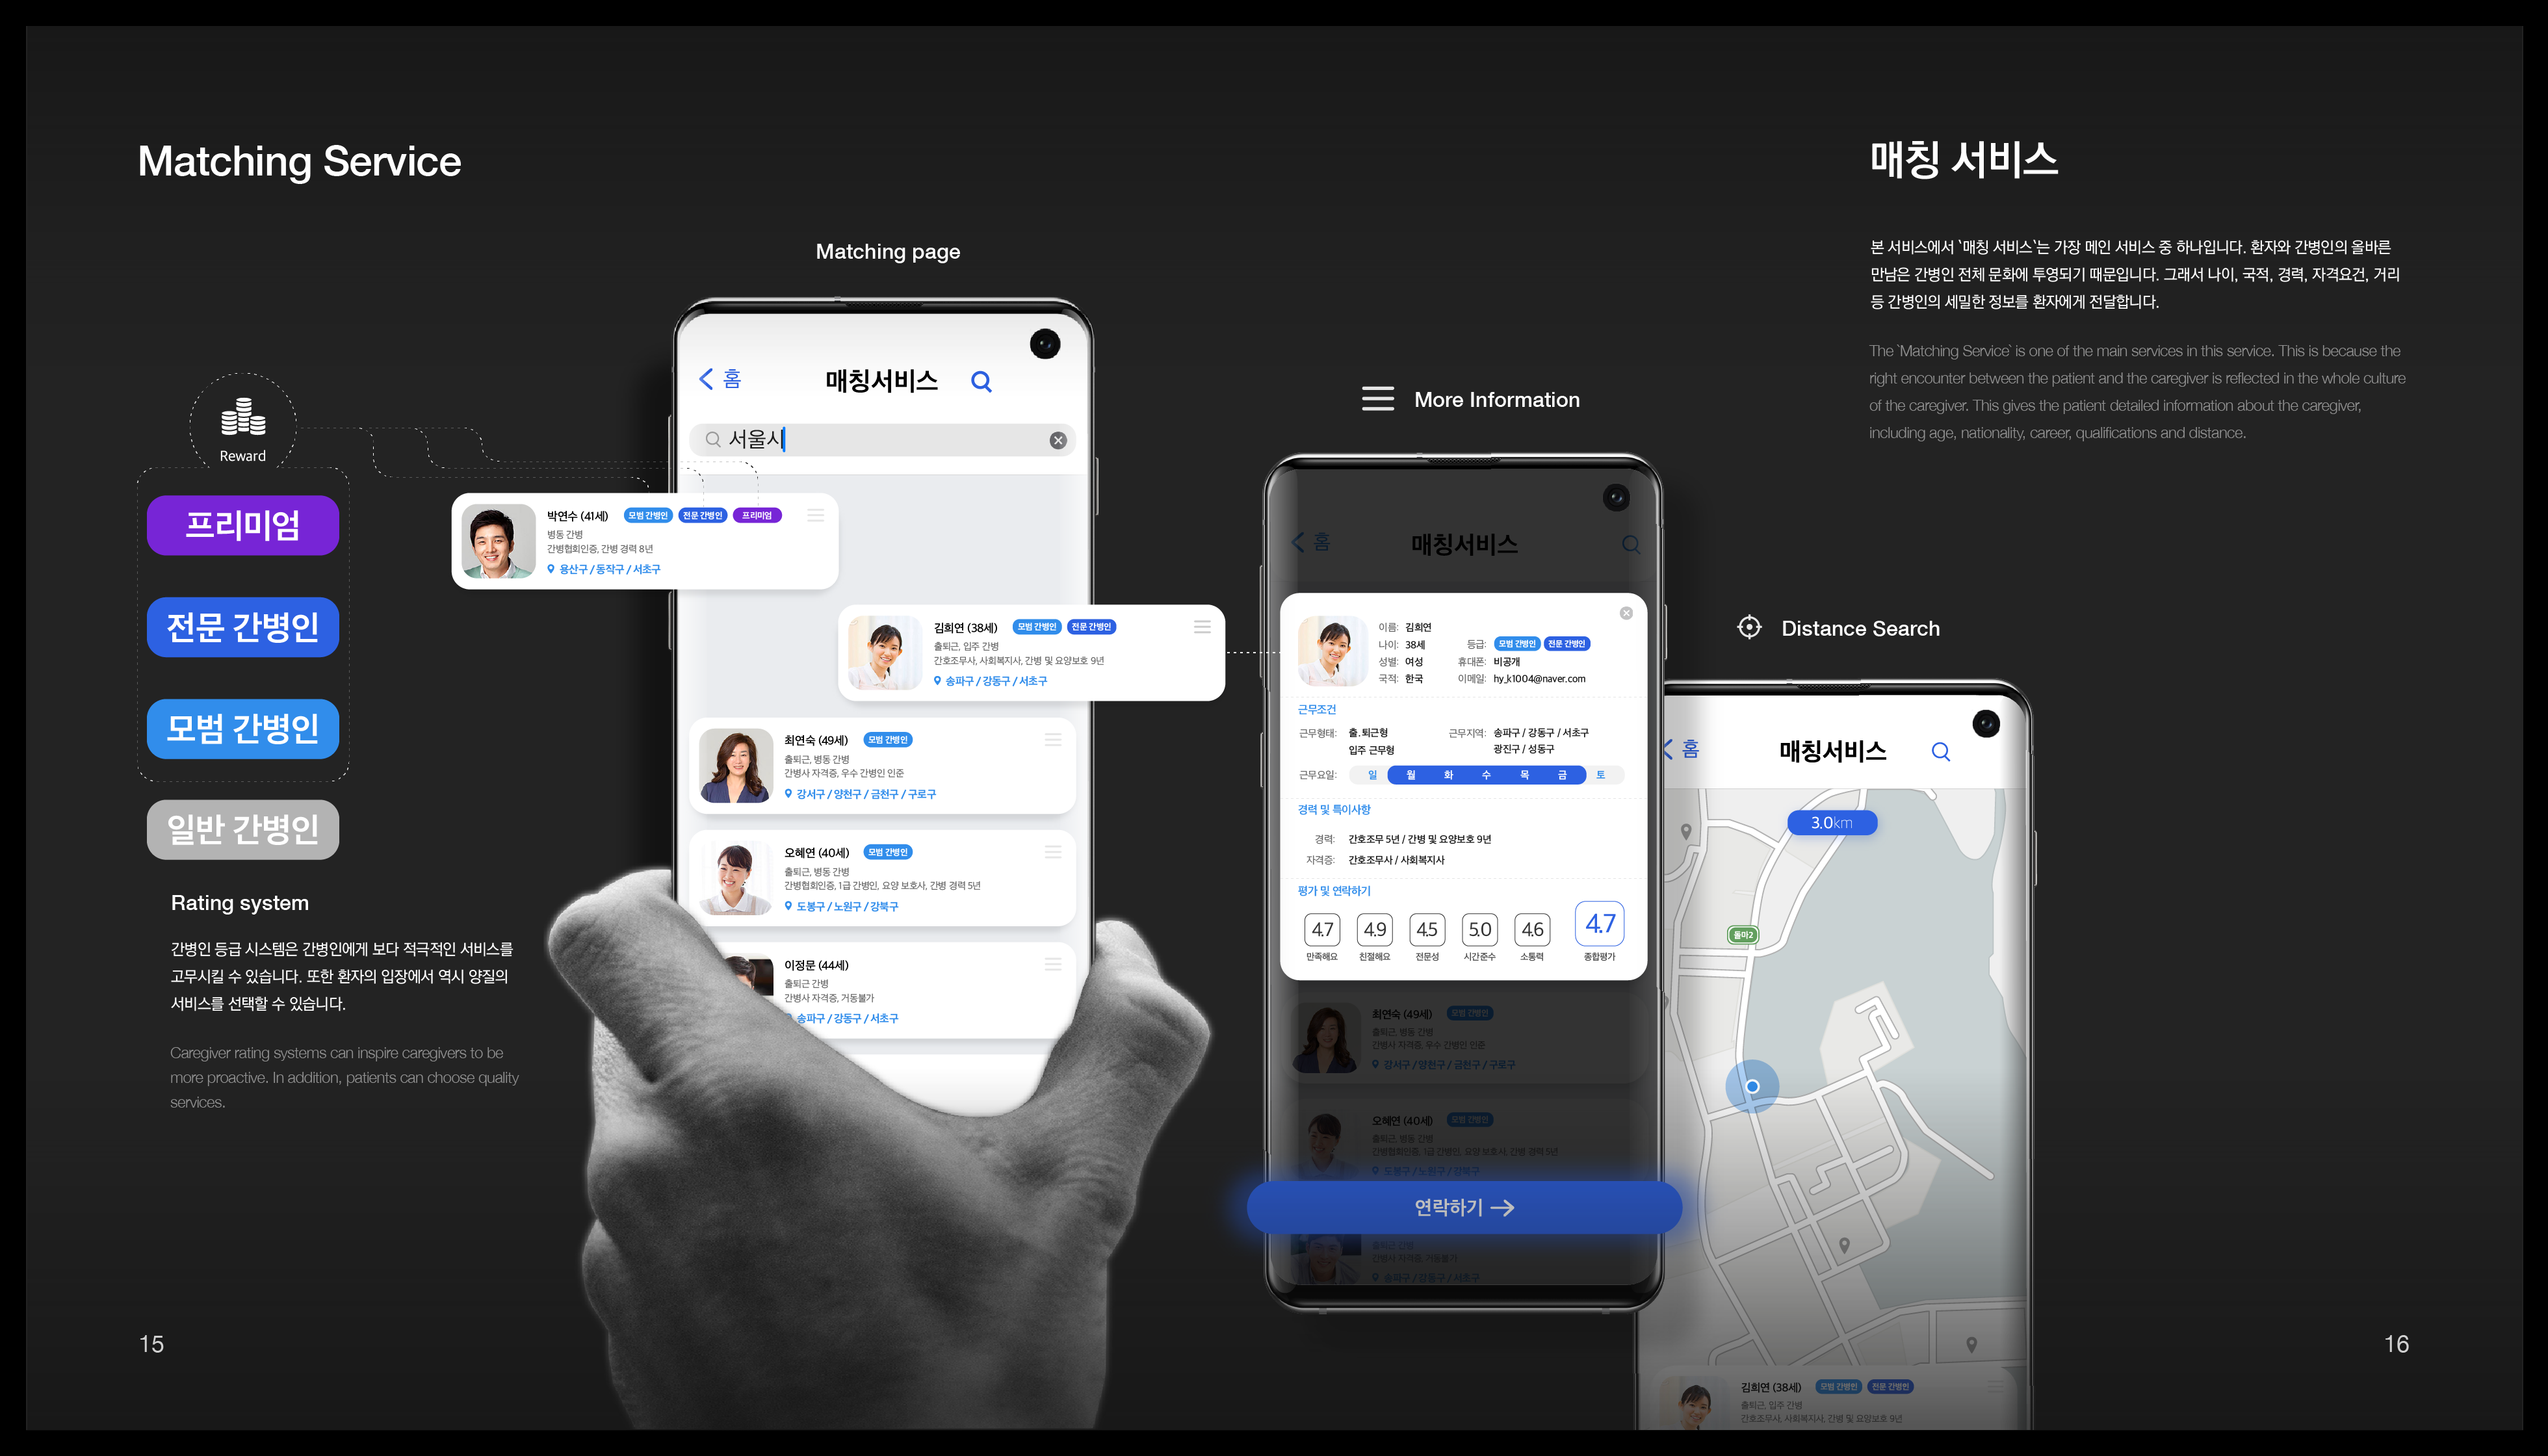 Matching Service
매칭 서비스
본 서비스에서 `매칭 서비스`는 가장 메인 서비스 중 하나입니다. 환자와 간병인의 올바른
만남은 간병인 전체 문화에 투영되기 때문입니다. 그래서 나이, 국적, 경력, 자격요건, 거리
등 간병인의 세밀한 정보를 환자에게 전달합니다.
The `Matching Service` is one of the main services in this service. This is because the
right encounter between the patient and the caregiver is reflected in the whole culture
of the caregiver. This gives the patient detailed information about the caregiver,
including age, nationality, career, qualifications and distance.
Reward
프리미엄
전문 간병인
모범 간병인
일반 간병인
Rating system
간병인 등급 시스템은 간병인에게 보다 적극적인 서비스를
고무시킬 수 있습니다. 또한 환자의 입장에서 역시 양질의
서비스를 선택할 수 있습니다.
Caregiver rating systems can inspire caregivers to be
more proactive. In addition, patients can choose quality
services.
Matching page
홈 매칭서비스
서울시
박연수 (41세) 모범 간병인 전문 간병인 프리미엄
병동 간병
간병협회인증, 간병 경력 8년
용산구 / 동작구 / 서초구
김희연 (38세) 모범 간병인 전문 간병인
출퇴근, 입주 간병
간호조무사, 사회복지사, 간병 및 요양보호 9년
송파구 / 강동구 / 서초구
최연숙 (49세) 모범 간병인
출퇴근, 병동 간병
간병사 자격증, 우수 간병인 인준
강서구 / 양천구 / 금천구 / 구로구
오혜연 (40세) 모범 간병인
출퇴근, 병동 간병
간병협회인증, 1급 간병인, 요양 보호사, 간병 경력 5년
도봉구 / 노원구 / 강북구
이정문 (44세)
출퇴근 간병
간병사 자격증, 거동불가
송파구 / 강동구 / 서초구
More Information
홈 매칭서비스
이름: 김희연
나이: 38세 등급: 모범 간병인 전문 간병인
성별: 여성 휴대폰: 비공개
국적: 한국 이메일: hy_k1004@naver.com
근무조건
근무형태: 출.퇴근형 근무지역: 송파구 / 강동구 / 서초구
입주 근무형 광진구 / 성동구
근무요일: 일 월 화 수 목 금 토
경력 및 특이사항
경력: 간호조무 5년 / 간병 및 요양보호 9년
자격증: 간호조무사 / 사회복지사
평가 및 연락하기
4.7 4.9 4.5 5.0 4.6 4.7
만족해요 친절해요 전문성 시간준수 소통력 종합평가
최연숙 (49세) 모범 간병인
출퇴근, 병동 간병
간병사 자격증, 우수 간병인 인준
강서구 / 양천구 / 금천구 / 구로구
오혜연 (40세) 모범 간병인
출퇴근, 병동 간병
간병협회인증, 1급 간병인, 요양 보호사, 간병 경력 5년
도봉구 / 노원구 / 강북구
연락하기
출퇴근 간병
간병사 자격증, 거동불가
송파구 / 강동구 / 서초구
Distance Search
홈 매칭서비스
3.0km
돌마2
김희연 (38세) 모범 간병인 전문 간병인
출퇴근, 입주 간병
간호조무사, 사회복지사, 간병 및 요양보호 9년
15
16